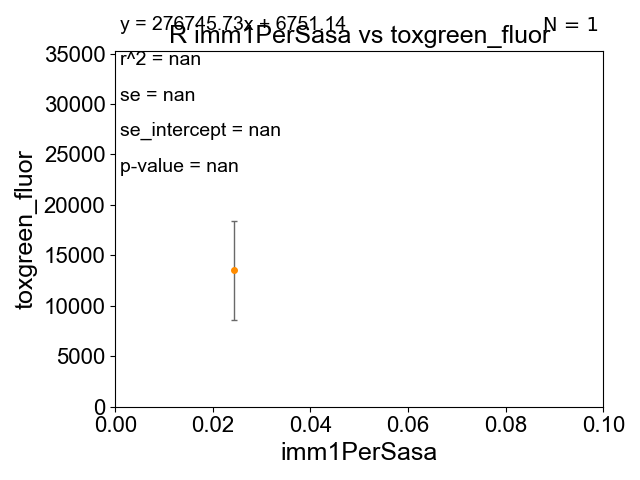 y = 276745.73x + 6751.14
N = 1
R imm1PerSasa vs toxgreen_fluor
r^2 = nan
se = nan
se_intercept = nan
p-value = nan
35000
30000
25000
20000
15000
10000
5000
0
toxgreen_fluor
0.00 0.02 0.04 0.06 0.08 0.10
imm1PerSasa